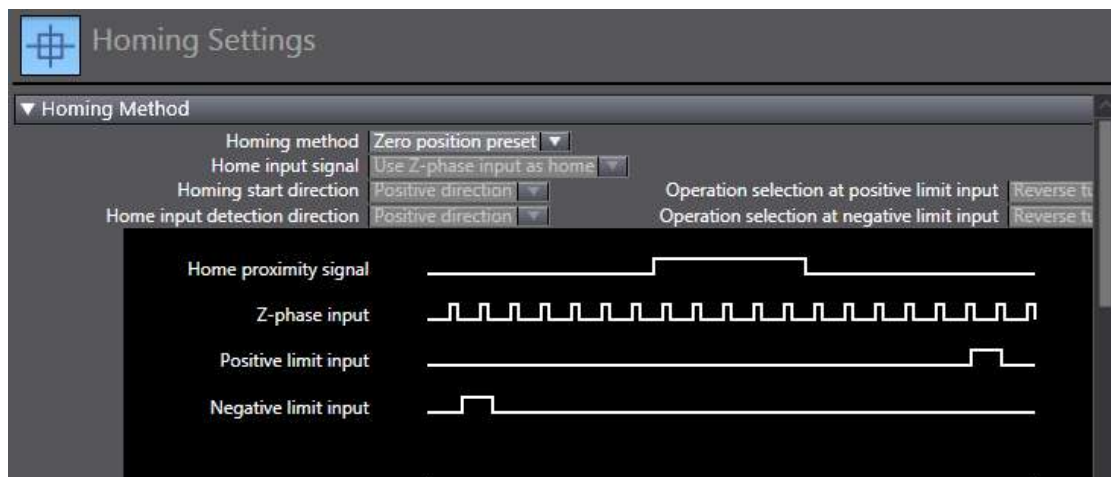 Homing Settings
Homing Method
Homing method Zero position preset
Home input signal Use Z-phase input as home
Homing start direction Positive direction Operation selection at positive limit input Reverse
Home input detection direction Positive direction Operation selection at negative limit input Reverse
Home proximity signal
Z-phase input
Positive limit input
Negative limit input